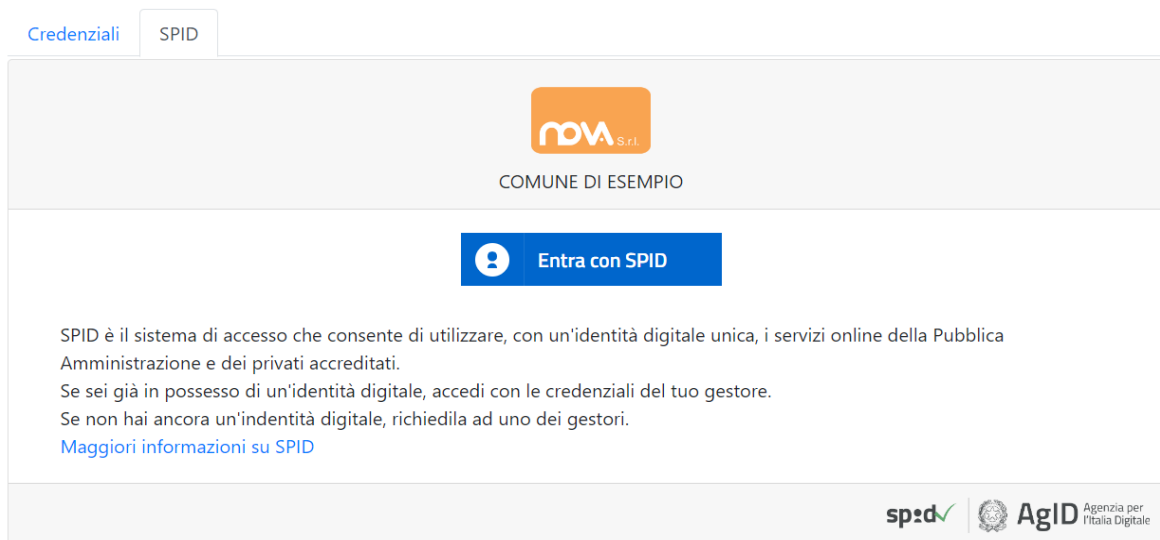 Credenziali SPID
NOVA S.r.l.
COMUNE DI ESEMPIO
Entra con SPID
SPID è il sistema di accesso che consente di utilizzare, con un'identità digitale unica, i servizi online della Pubblica
Amministrazione e dei privati accreditati.
Se sei già in possesso di un'identità digitale, accedi con le credenziali del tuo gestore.
Se non hai ancora un'indentità digitale, richiedila ad uno dei gestori.
Maggiori informazioni su SPID
spid AgID Agenzia per
l'Italia Digitale